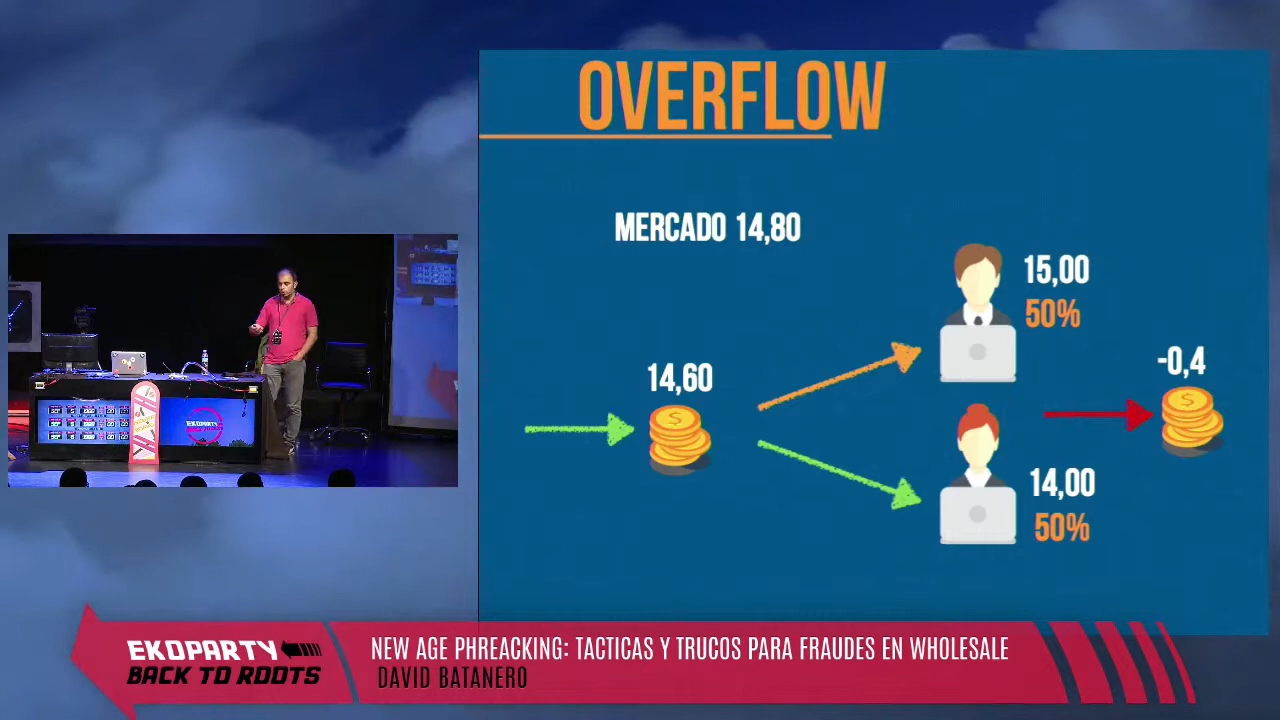 OVERFLOW
MERCADO 14,80
15,00
50%
14,60
-0,4
14,00
50%
EKOPARTY
BACK TO ROOTS
NEW AGE PHREACKING: TACTICAS Y TRUCOS PARA FRAUDES EN WHOLESALE
DAVID BATANERO
EKOPARTY